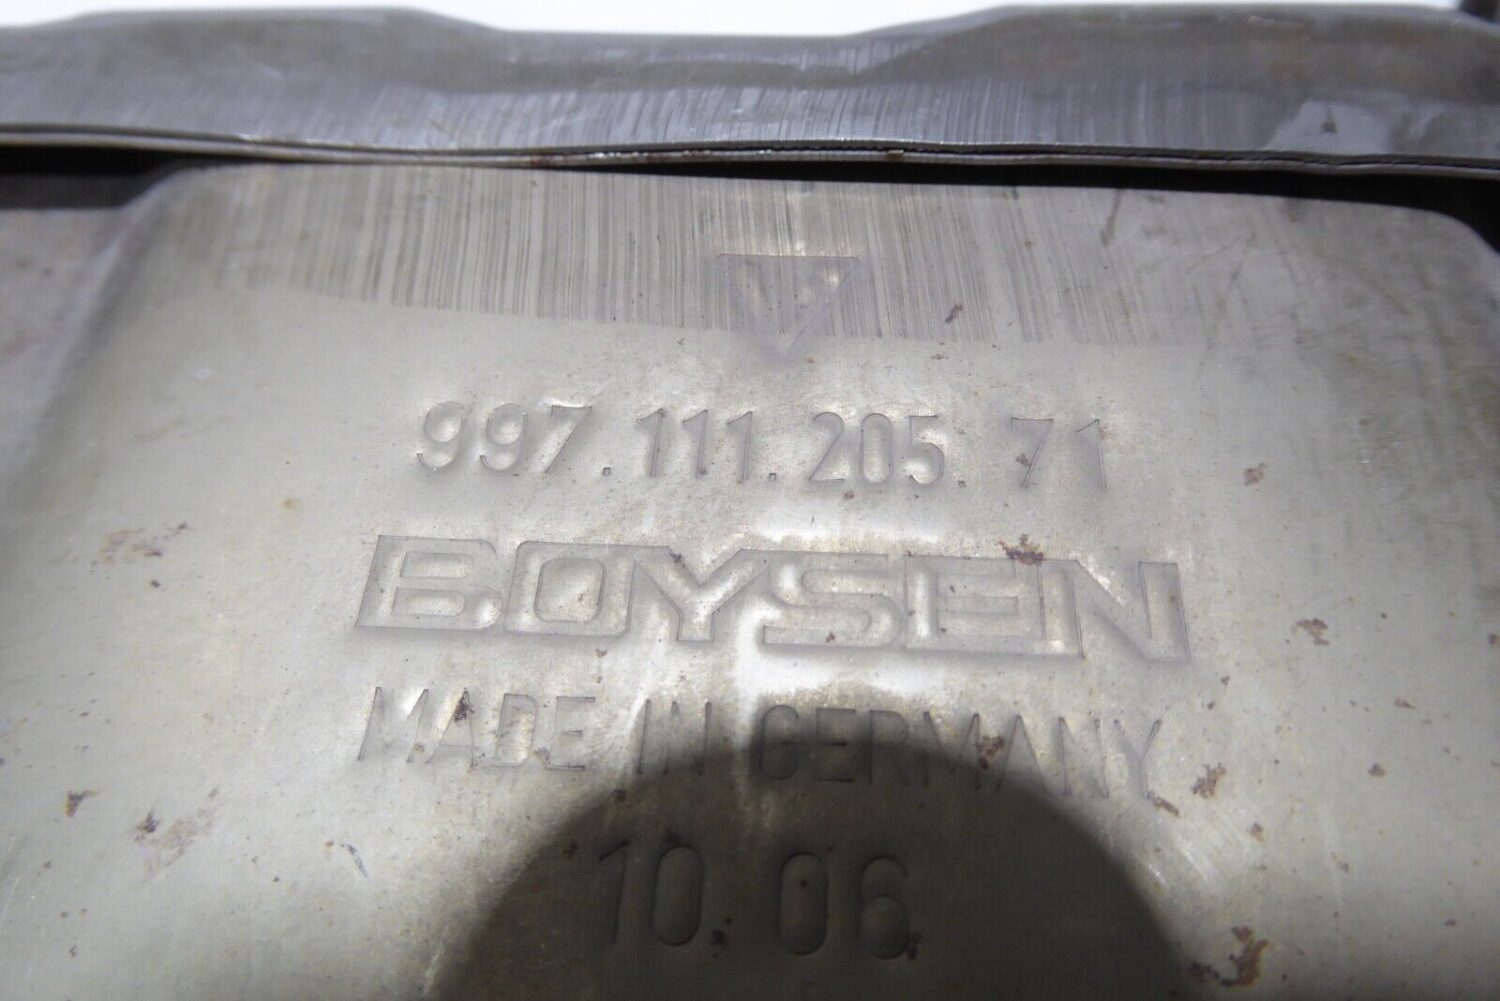 997.111.205.71
BOYSEN
MADE IN GERMANY
10.06